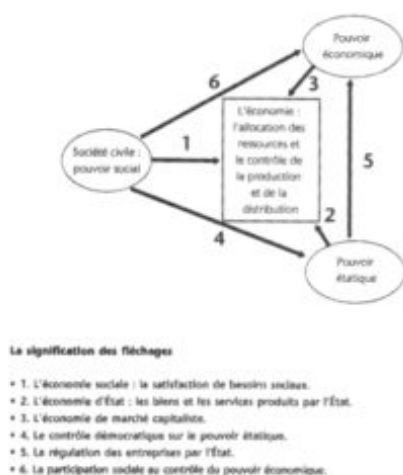 Pouvoir
économique
6
3
L'économie :
l'allocation des
ressources et
le contrôle de
la production
et de la
distribution
Société civile :
pouvoir social
1
5
2
4
Pouvoir
étatique
La signification des fléchages
• 1. L'économie sociale : la satisfaction de besoins sociaux.
• 2. L'économie d'État : les biens et les services produits par l'État.
• 3. L'économie de marché capitaliste.
• 4. Le contrôle démocratique sur le pouvoir étatique.
• 5. La régulation des entreprises par l'État.
• 6. La participation sociale au contrôle du pouvoir économique.